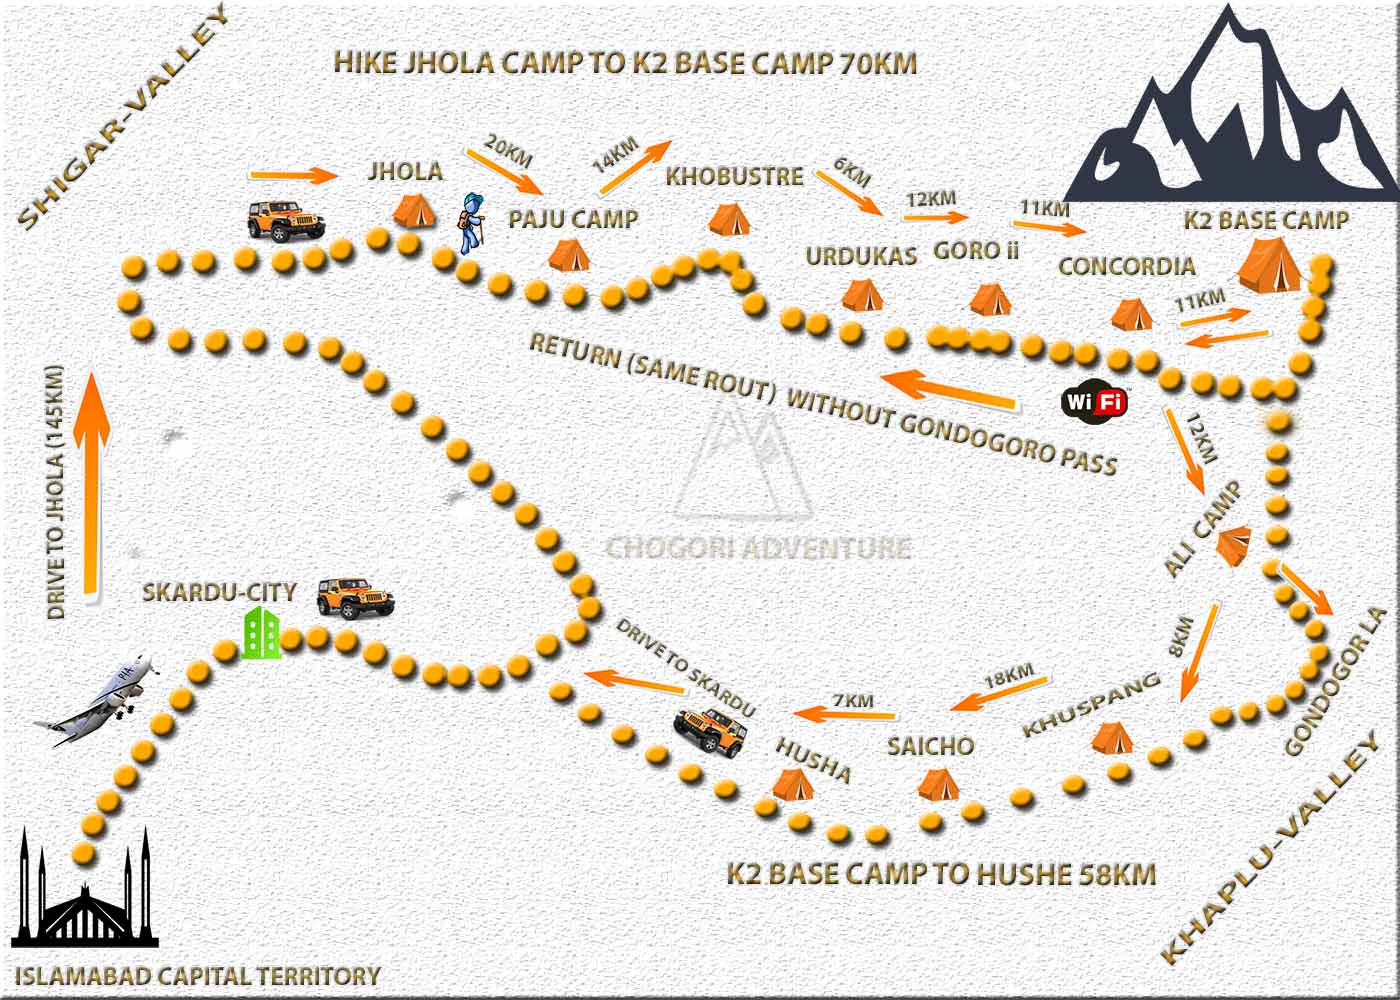 SHIGAR-VALLEY
HIKE JHOLA CAMP TO K2 BASE CAMP 70KM
JHOLA
20KM
PAJU CAMP
14KM
KHOBUSTRE
6KM
URDUKAS
12KM
GORO ii
11KM
CONCORDIA
K2 BASE CAMP
11KM
RETURN (SAME ROUT) WITHOUT GONDOGORO PASS
Wi Fi
12KM
ALI CAMP
CHOGORI ADVENTURE
DRIVE TO JHOLA (145KM)
SKARDU-CITY
PIA
DRIVE TO SKARDU
HUSHA
7KM
SAICHO
18KM
KHUSPANG
8KM
GONDOGOR LA
KHAPLU-VALLEY
K2 BASE CAMP TO HUSHE 58KM
ISLAMABAD CAPITAL TERRITORY